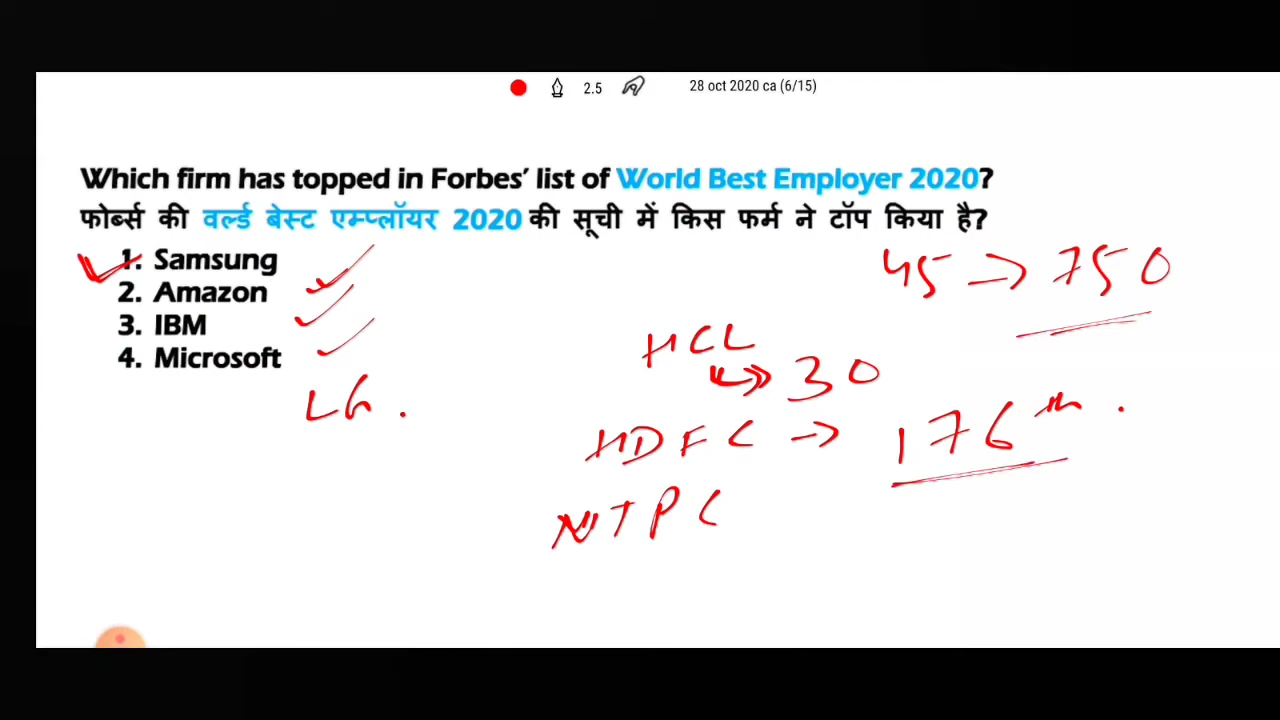 2.5 28 oct 2020 ca (6/15)
Which firm has topped in Forbes’ list of World Best Employer 2020?
फोर्ब्स की वर्ल्ड बेस्ट एम्प्लॉयर 2020 की सूची में किस फर्म ने टॉप किया है?
1. Samsung
2. Amazon
3. IBM
4. Microsoft
LG.
45 → 750
HCL
→ 30
HDFC → 176th.
NTPC